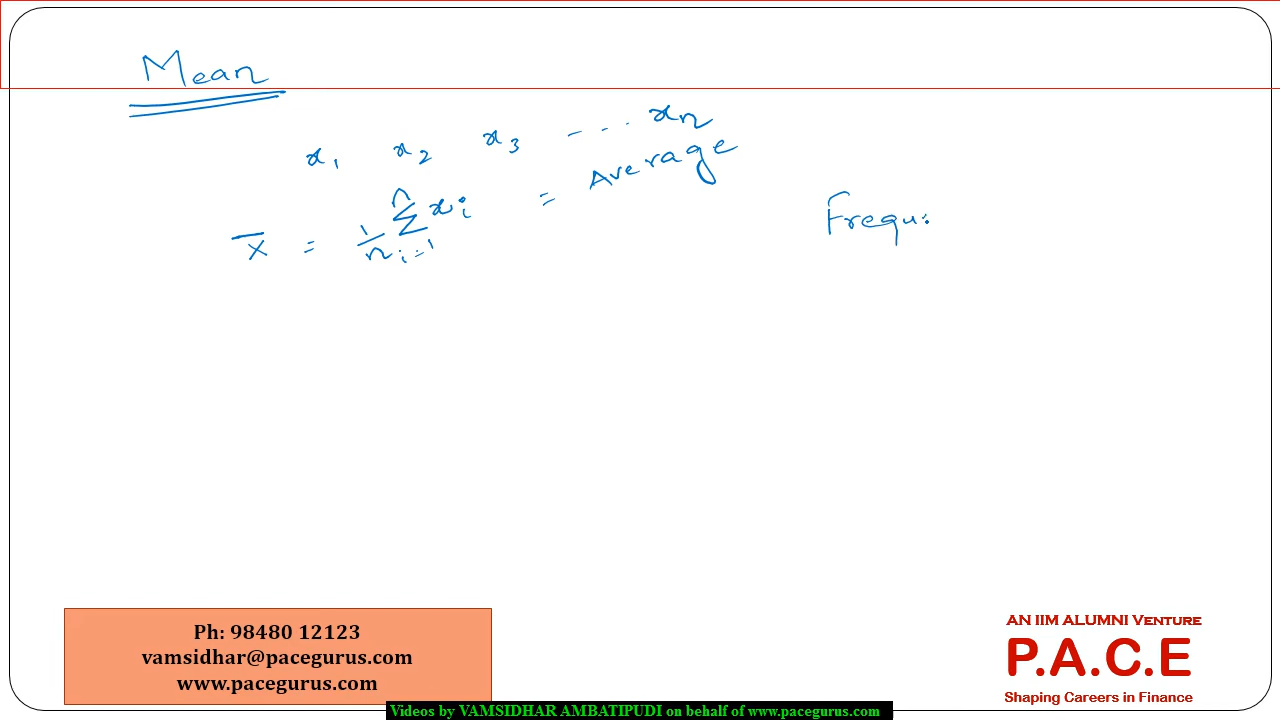 Mean
x₁ x₂ x₃ - - . . xₙ
X̄ = 1/n ∑ᵢ₌₁ⁿ xᵢ = Average
Frequ
Ph: 98480 12123
vamsidhar@pacegurus.com
www.pacegurus.com
AN IIM ALUMNI VENTURE
P.A.C.E
Shaping Careers in Finance
Videos by VAMSIDHAR AMBATIPUDI on behalf of www.pacegurus.com